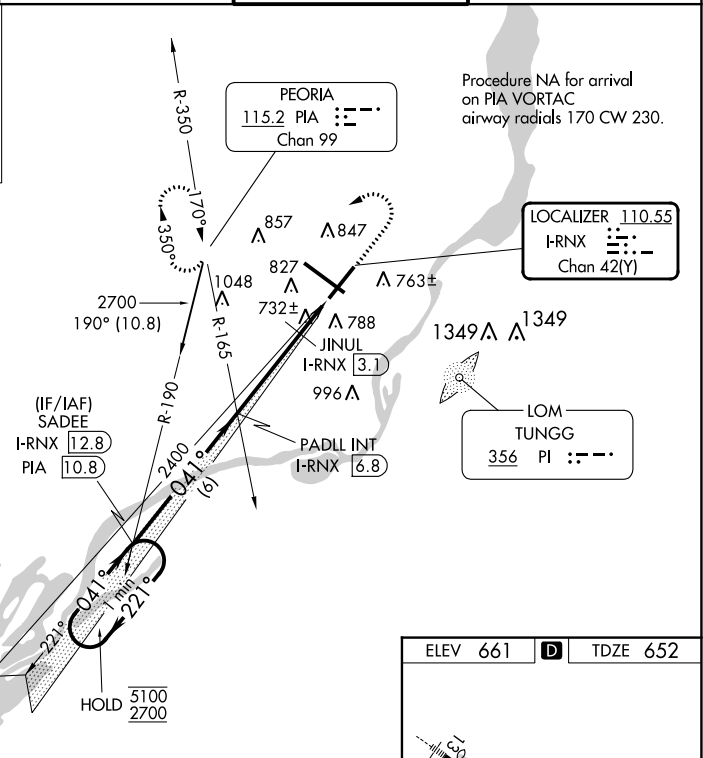 R-350
PEORIA
115.2 PIA
Chan 99
Procedure NA for arrival
on PIA VORTAC
airway radials 170 CW 230.
170°
350°
857
847
LOCALIZER 110.55
I-RNX
Chan 42(Y)
827
1048
763±
2700
190° (10.8)
732±
788
1349
1349
R-165
JINUL
I-RNX 3.1
996
R-190
(IF/IAF)
SADEE
I-RNX 12.8
PIA 10.8
LOM
TUNGG
356 PI
PADLL INT
I-RNX 6.8
2400
041°
(6)
041°
1 min
221°
221°
HOLD 5100
2700
ELEV 661 D TDZE 652